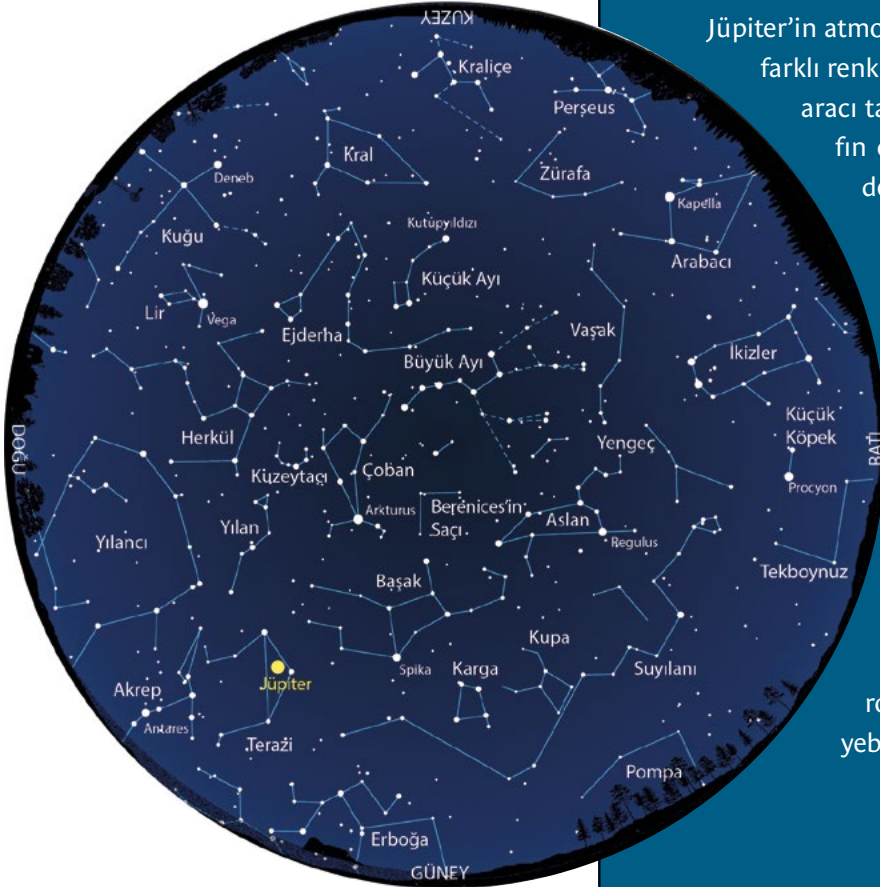 KUZEY
Kraliçe
Perseus
Kral
Zürafa
Deneb
Kapella
Kutupyıldızı
Kuğu
Arabacı
Küçük Ayı
Lir
Vega
Ejderha
Vaşak
Büyük Ayı
İkizler
Küçük
Köpek
DOĞU
Herkül
Kuzeytacı
Çoban
Yengeç
BATI
Procyon
Arkturus
Berenices'in
Saçı
Aslan
Regulus
Yılancı
Yılan
Başak
Tekboynuz
Kupa
Spika
Karga
Suyılanı
Jüpiter
Akrep
Antares
Terazi
Pompa
Erboğa
GÜNEY
Jüpiter’in atmo
farklı renk
aracı ta
fın
de
ro
yeb